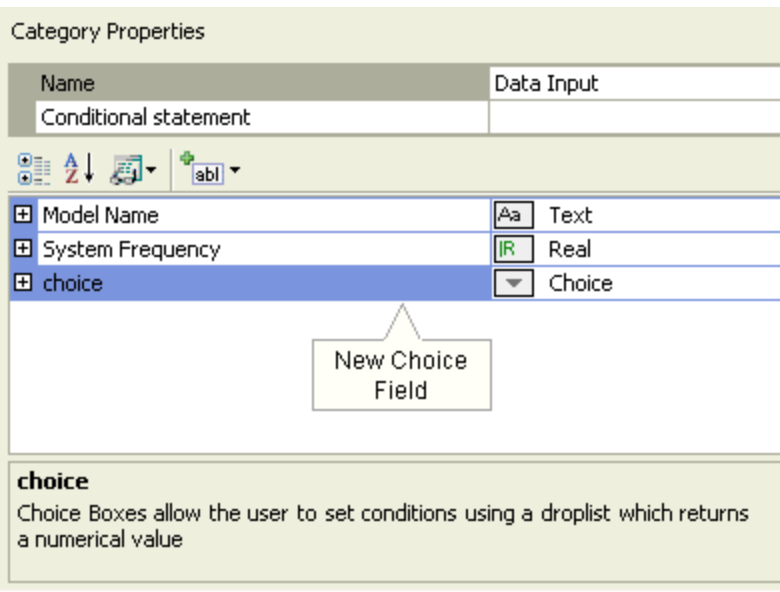 Category Properties
Name Data Input
Conditional statement
A Z abl
Model Name Aa Text
System Frequency IR Real
choice Choice
New Choice
Field
choice
Choice Boxes allow the user to set conditions using a droplist which returns
a numerical value